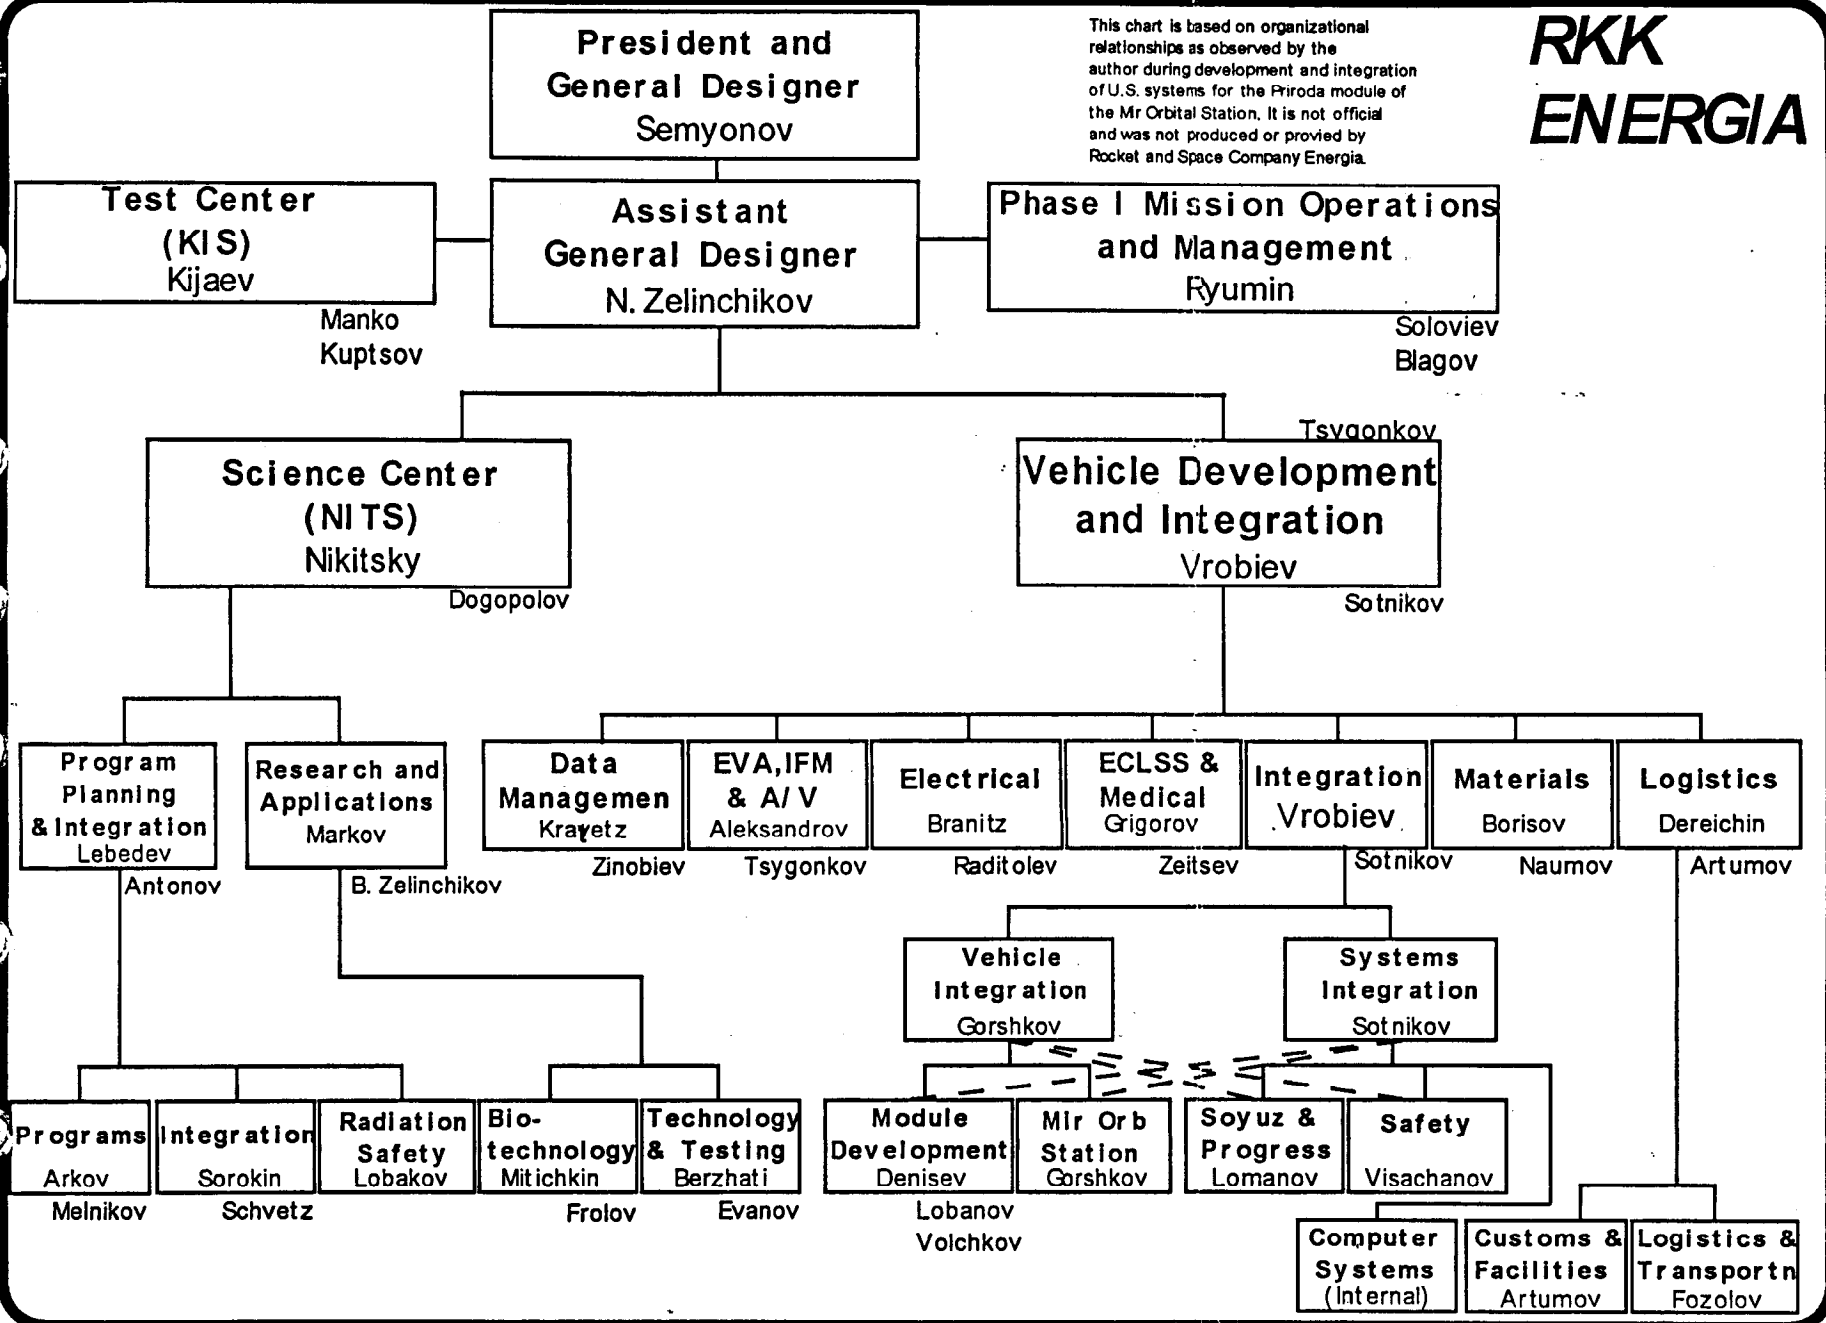 President and
General Designer
Semyonov
This chart is based on organizational
relationships as observed by the
author during development and integration
of U.S. systems for the Priroda module of
the Mr Orbital Station. It is not official
and was not produced or provied by
Rocket and Space Company Energia.
RKK
ENERGIA
Test Center
(KIS)
Kijaev
Manko
Kuptsov
Assistant
General Designer
N. Zelinchikov
Phase I Mission Operations
and Management
Ryumin
Soloviev
Blagov
Science Center
(NITS)
Nikitsky
Dogopolov
Tsygonkov
Vehicle Development
and Integration
Vrobiev
Sotnikov
Program
Planning
& Integration
Lebedev
Antonov
Research and
Applications
Markov
B. Zelinchikov
Data
Managemen
Kravetz
Zinobiev
EVA, IFM
& A/V
Aleksandrov
Tsygonkov
Electrical
Branitz
Raditolev
ECLSS &
Medical
Grigorov
Zeitsev
Integration
Vrobiev
Sotnikov
Materials
Borisov
Naumov
Logistics
Dereichin
Artumov
Vehicle
Integration
Gorshkov
Systems
Integration
Sotnikov
Programs
Arkov
Melnikov
Integration
Sorokin
Schvetz
Radiation
Safety
Lobakov
Bio-
technology
Mitichkin
Frolov
Technology
& Testing
Berzhati
Evanov
Module
Development
Denisev
Lobanov
Volchkov
Mir Orb
Station
Gorshkov
Soyuz &
Progress
Lomanov
Safety
Visachanov
Computer
Systems
(Internal)
Customs &
Facilities
Artumov
Logistics &
Transportn
Fozolov